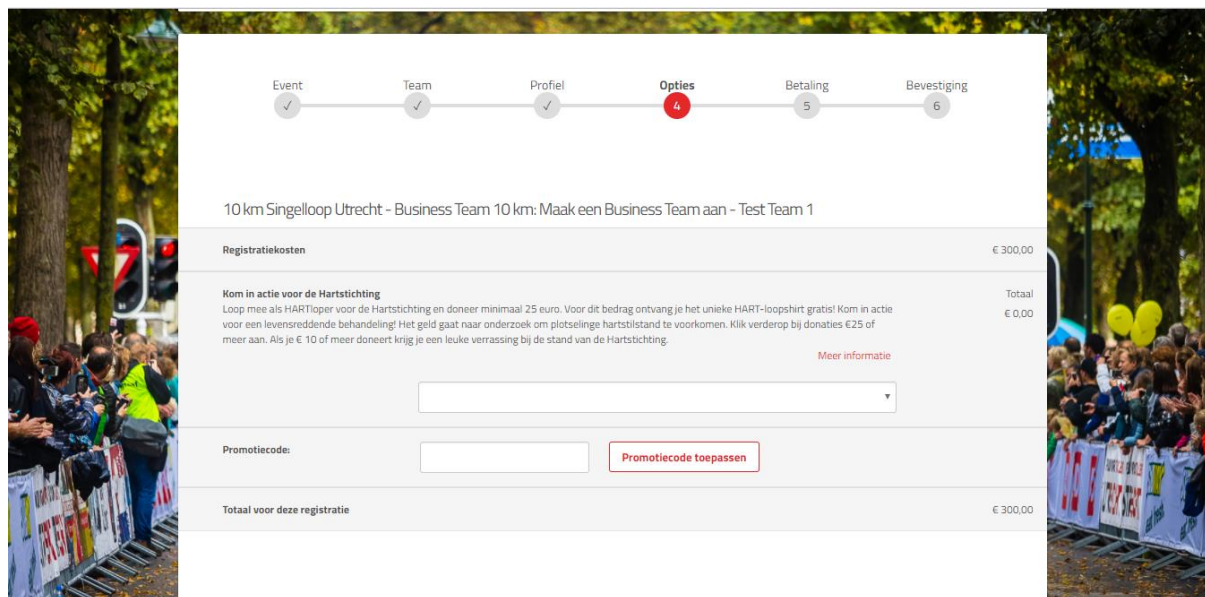 Event Team Profiel Opties Betaling Bevestiging
✓ ✓ ✓ 4 5 6
10 km Singelloop Utrecht - Business Team 10 km: Maak een Business Team aan - Test Team 1
Registratiekosten € 300,00
Kom in actie voor de Hartstichting Totaal
Loop mee als HARTloper voor de Hartstichting en doneer minimaal 25 euro. Voor dit bedrag ontvang je het unieke HART-loopshirt gratis! Kom in actie € 0,00
voor een levensreddende behandeling! Het geld gaat naar onderzoek om plotselinge hartstilstand te voorkomen. Klik verderop bij donaties €25 of
meer aan. Als je € 10 of meer doneert krijg je een leuke verrassing bij de stand van de Hartstichting.
Meer informatie
Promotiecode: Promotiecode toepassen
Totaal voor deze registratie € 300,00